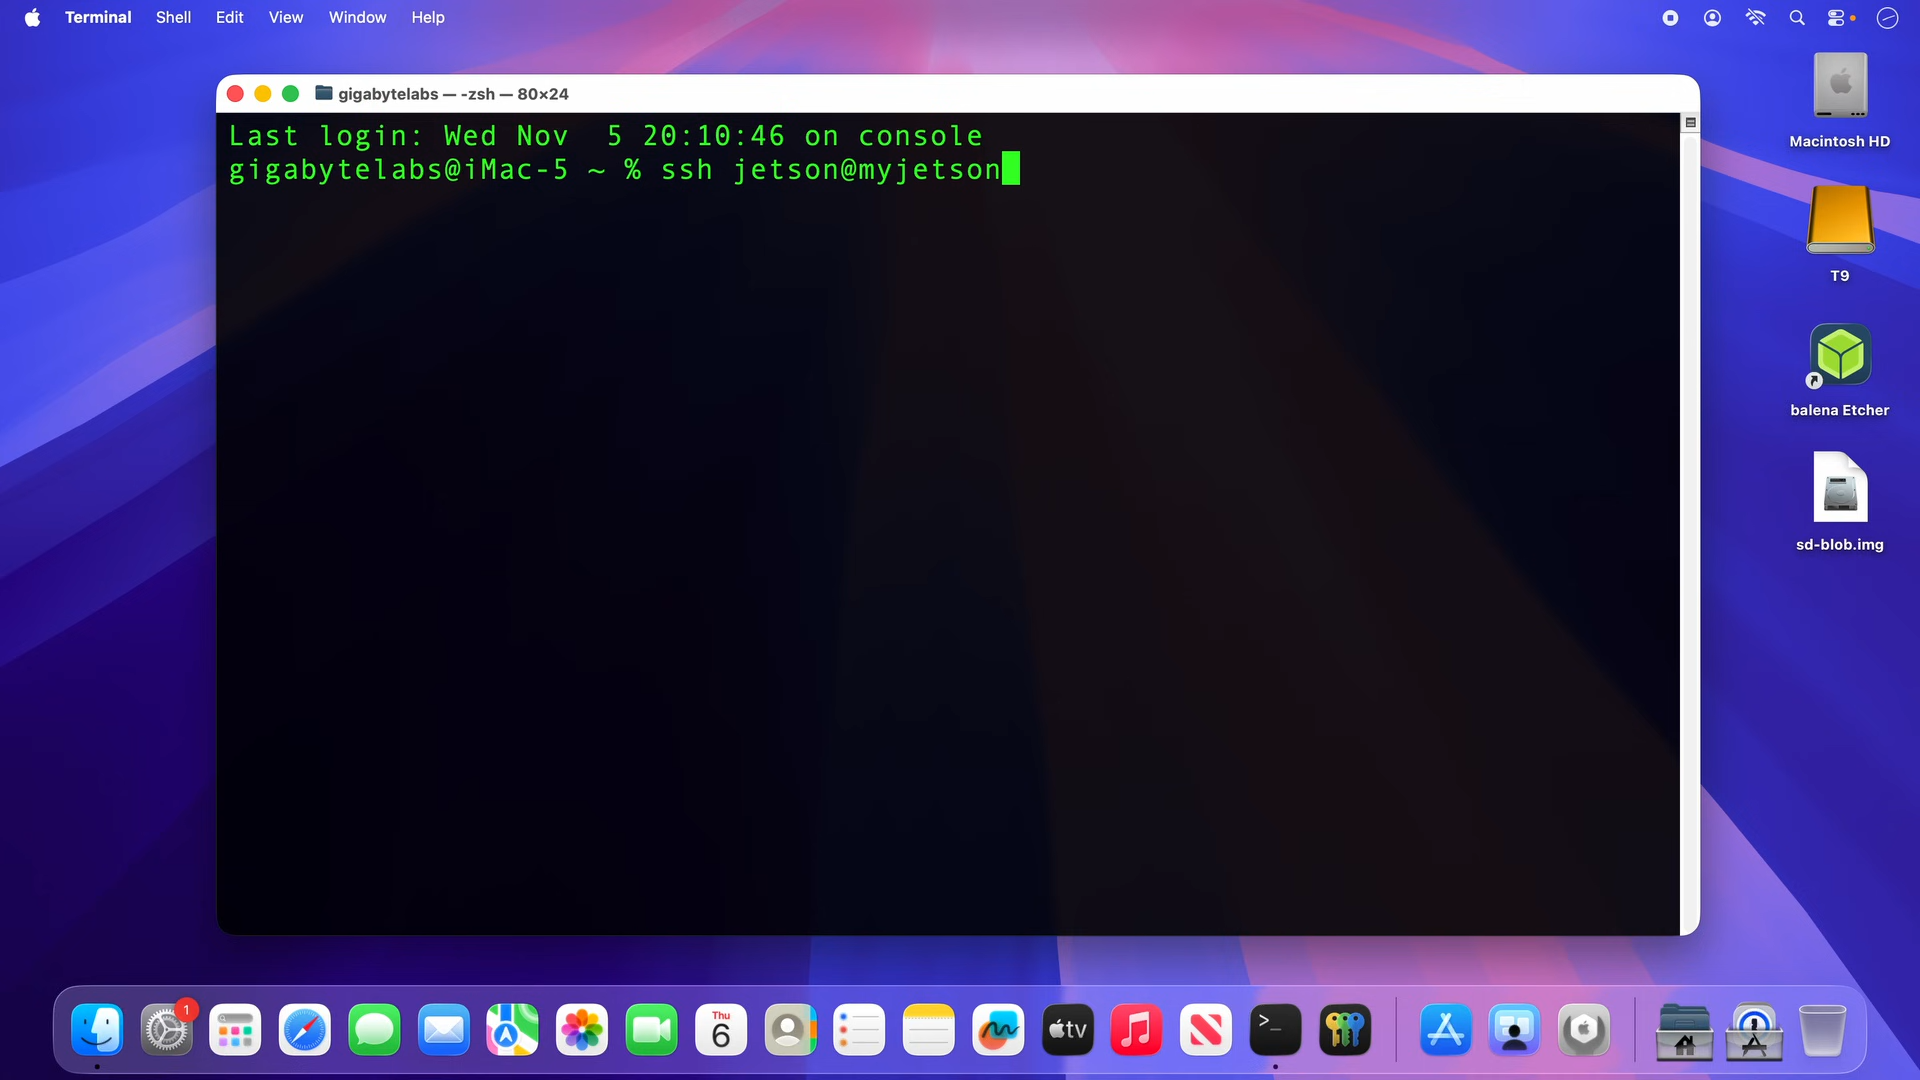 Terminal Shell Edit View Window Help
gigabytelabs — -zsh — 80×24
Last login: Wed Nov  5 20:10:46 on console
gigabytelabs@iMac-5 ~ % ssh jetson@myjetson
Macintosh HD
T9
balena Etcher
sd-blob.img
1
Thu
6
tv
>_